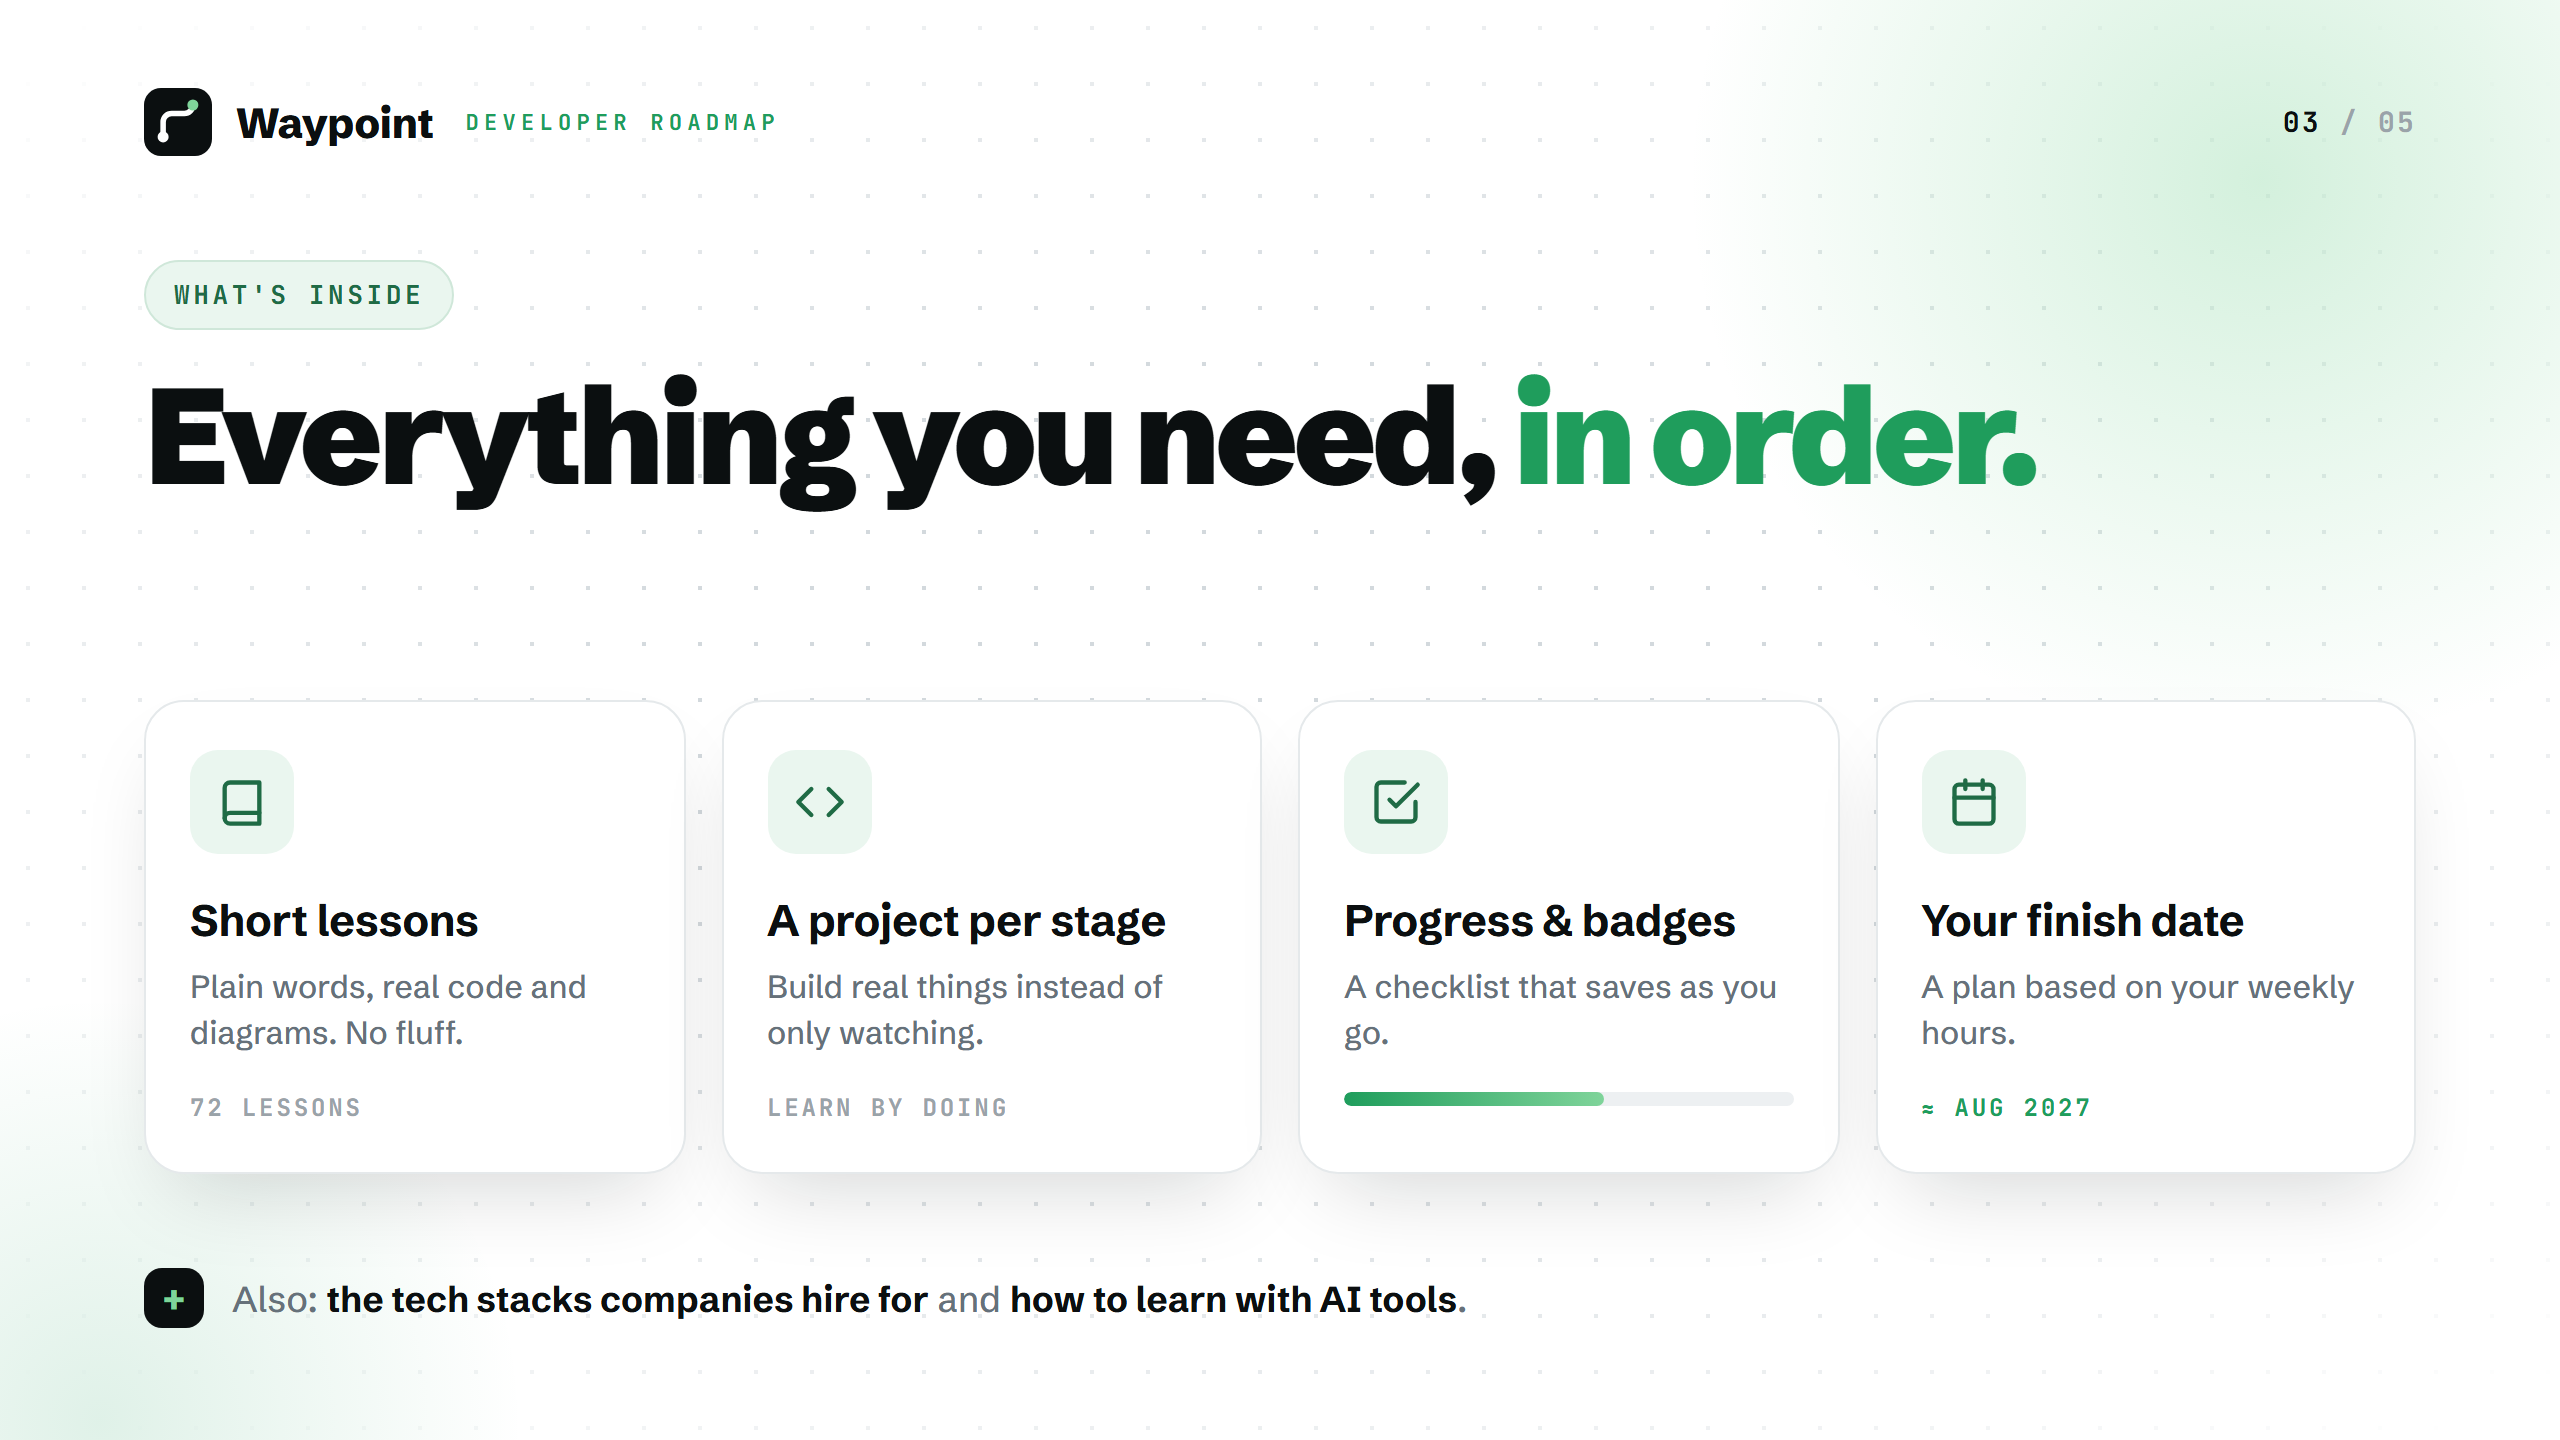 Waypoint DEVELOPER ROADMAP
03 / 05
WHAT'S INSIDE
Everything you need, in order.
Short lessons
Plain words, real code and
diagrams. No fluff.
72 LESSONS
A project per stage
Build real things instead of
only watching.
LEARN BY DOING
Progress & badges
A checklist that saves as you
go.
Your finish date
A plan based on your weekly
hours.
≈ AUG 2027
+ Also: the tech stacks companies hire for and how to learn with AI tools.